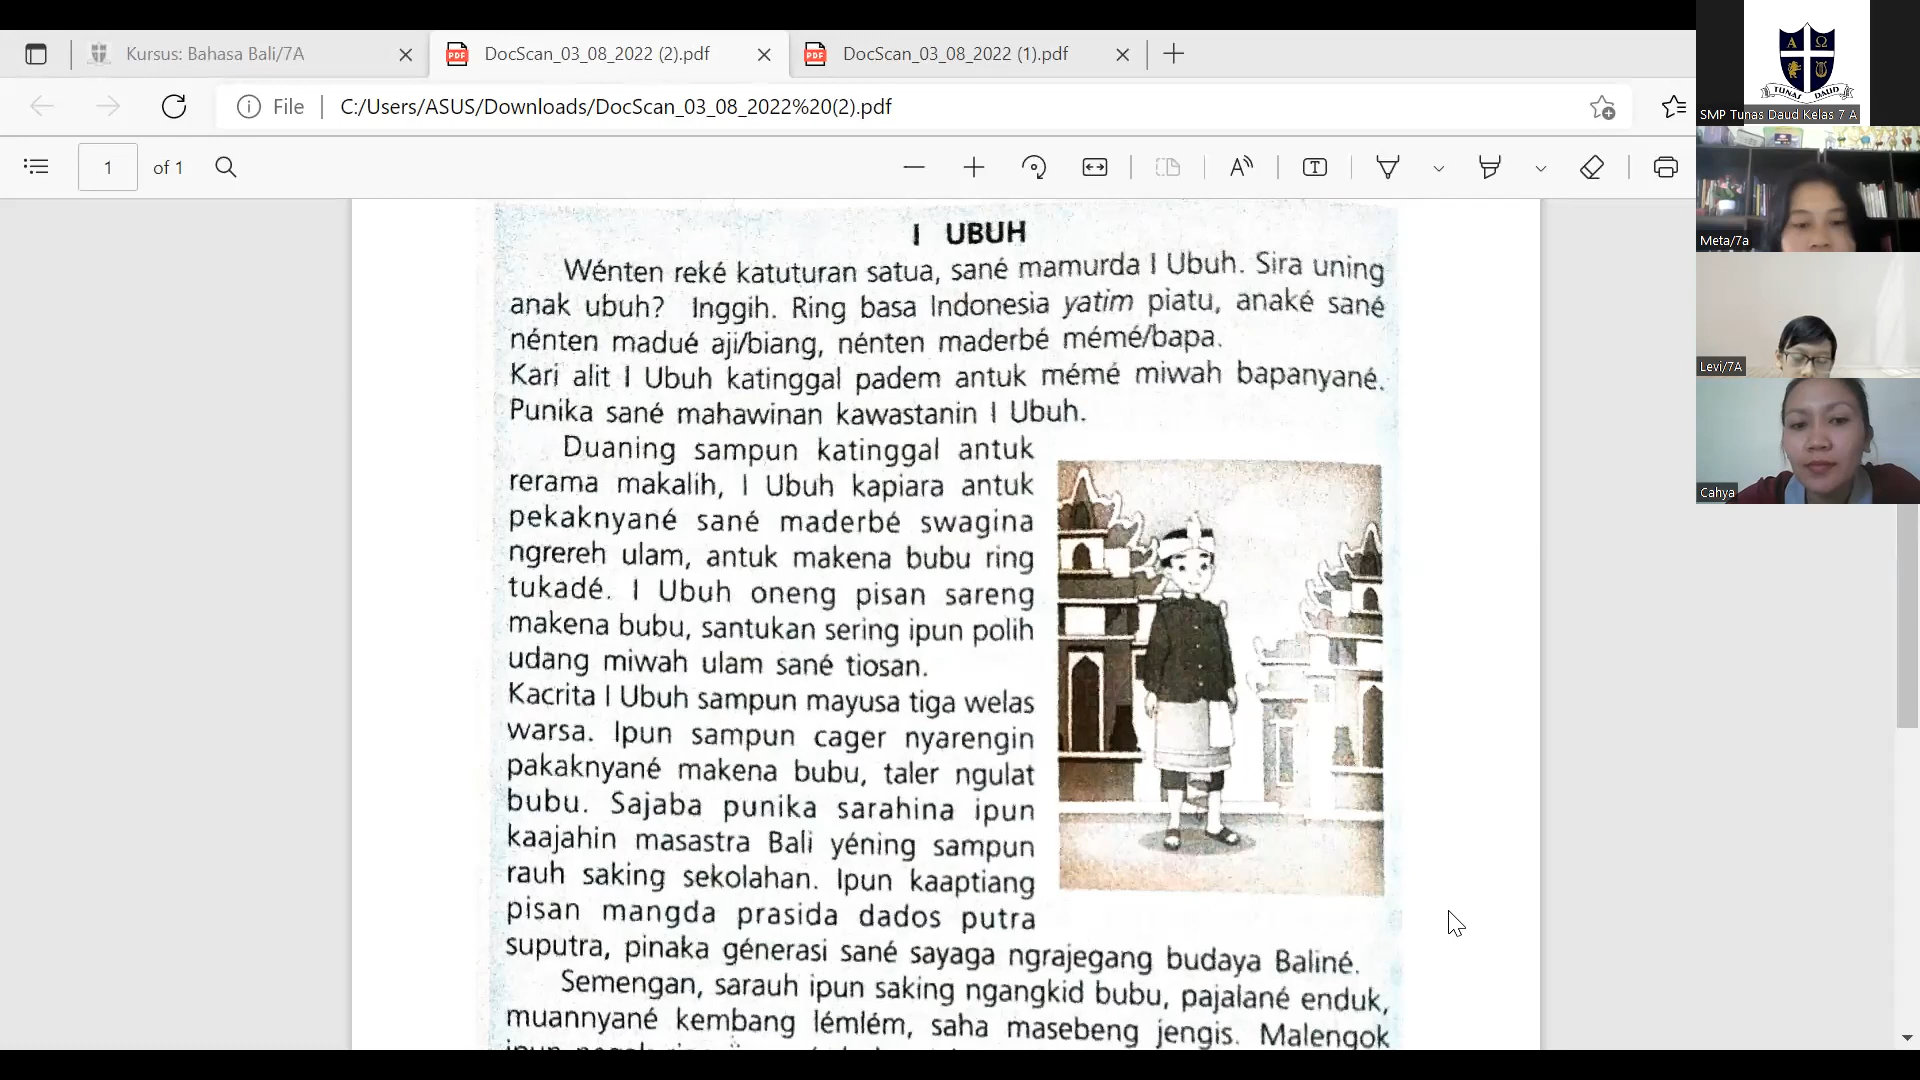 Kursus: Bahasa Bali/7A
DocScan_03_08_2022 (2).pdf
DocScan_03_08_2022 (1).pdf
File
C:/Users/ASUS/Downloads/DocScan_03_08_2022%20(2).pdf
1 of 1
I UBUH
Wénten reké katuturan satua, sané mamurda I Ubuh. Sira uning
anak ubuh? Inggih. Ring basa Indonesia yatim piatu, anaké sané
nénten madué aji/biang, nénten maderbé mémé/bapa.
Kari alit I Ubuh katinggal padem antuk mémé miwah bapanyané.
Punika sané mahawinan kawastanin I Ubuh.
Duaning sampun katinggal antuk
rerama makalih, I Ubuh kapiara antuk
pekaknyané sané maderbé swagina
ngrereh ulam, antuk makena bubu ring
tukadé. I Ubuh oneng pisan sareng
makena bubu, santukan sering ipun polih
udang miwah ulam sané tiosan.
Kacrita I Ubuh sampun mayusa tiga welas
warsa. Ipun sampun cager nyarengin
pakaknyané makena bubu, taler ngulat
bubu. Sajaba punika sarahina ipun
kaajahin masastra Bali yéning sampun
rauh saking sekolahan. Ipun kaaptiang
pisan mangda prasida dados putra
suputra, pinaka génerasi sané sayaga ngrajegang budaya Baliné.
Semengan, sarauh ipun saking ngangkid bubu, pajalané enduk,
muannyané kembang lémlém, saha masebeng jengis. Malengok
A Ω
TUNAS DAUD
SMP Tunas Daud Kelas 7 A
Meta/7a
Levi/7A
Cahya